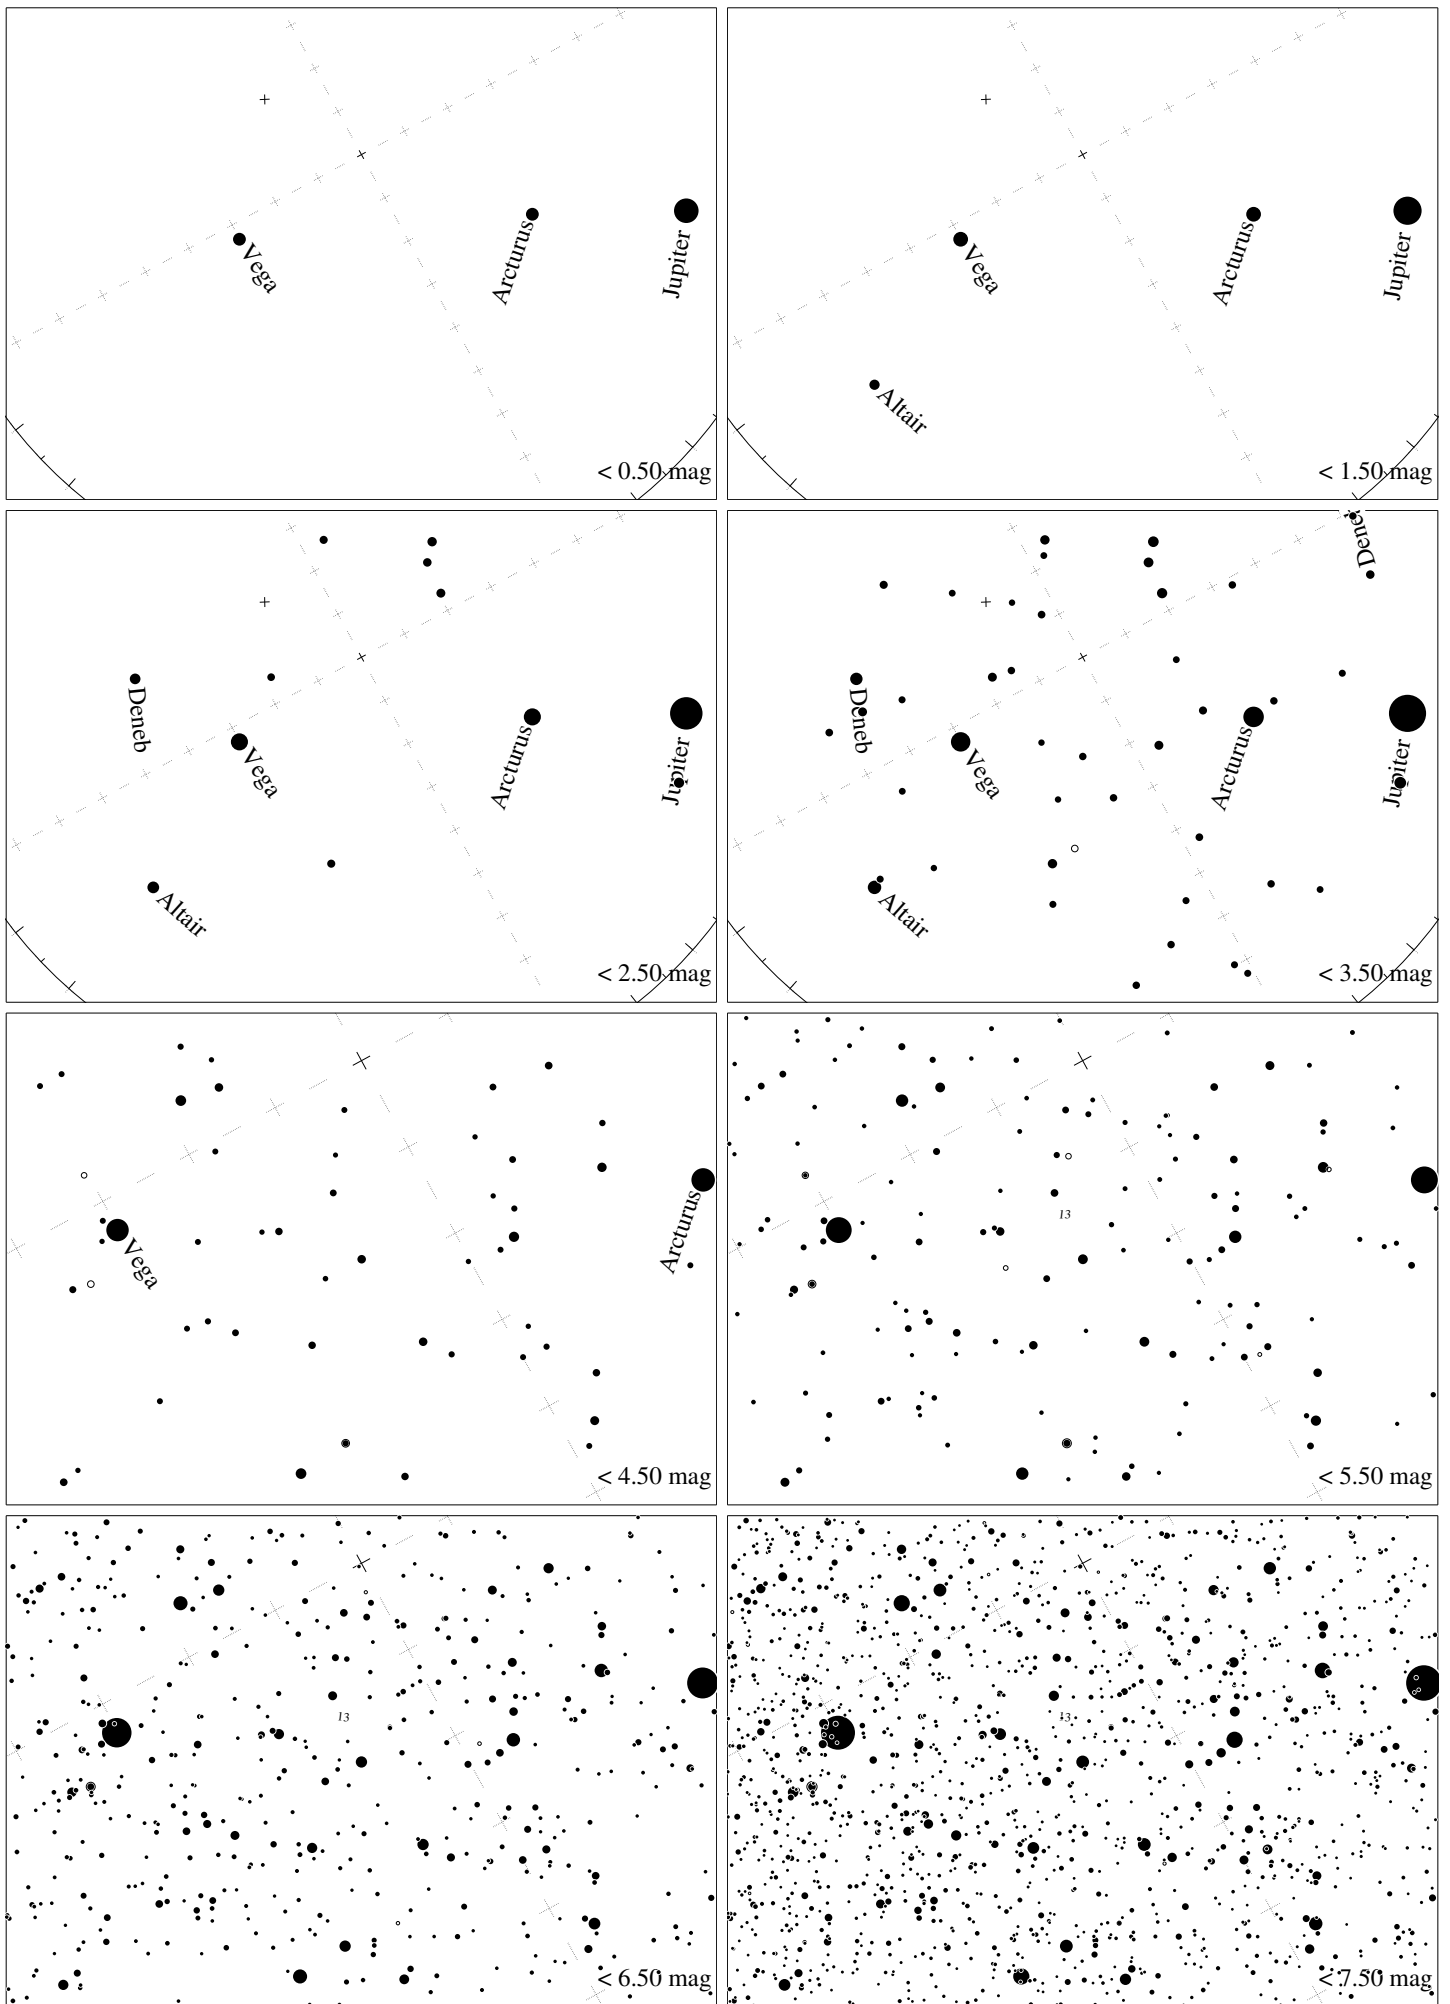 Vega
Arcturus
Jupiter
< 0.50 mag
Vega
Arcturus
Jupiter
Altair
< 1.50 mag
Deneb
Vega
Arcturus
Jupiter
Altair
< 2.50 mag
Dene
Deneb
Vega
Arcturus
Jupiter
Altair
< 3.50 mag
Vega
Arcturus
< 4.50 mag
13
< 5.50 mag
13
< 6.50 mag
13
< 7.50 mag